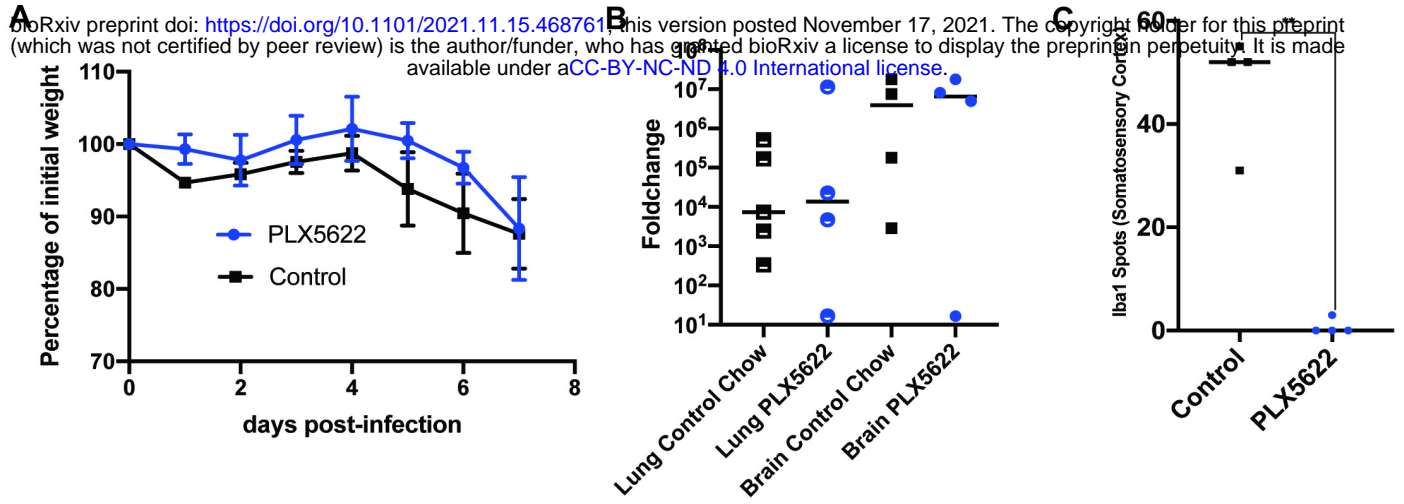 A
B
C
bioRxiv preprint doi: https://doi.org/10.1101/2021.11.15.468761; this version posted November 17, 2021. The copyright holder for this preprint
(which was not certified by peer review) is the author/funder, who has granted bioRxiv a license to display the preprint in perpetuity. It is made
available under aCC-BY-NC-ND 4.0 International license.
Percentage of initial weight
110
100
90
80
70
0 2 4 6 8
days post-infection
PLX5622
Control
Foldchange
10⁸
10⁷
10⁶
10⁵
10⁴
10³
10²
10¹
Lung Control Chow
Lung PLX5622
Brain Control Chow
Brain PLX5622
Iba1 Spots (Somatosensory Cortex)
60
40
20
0
**
Control
PLX5622